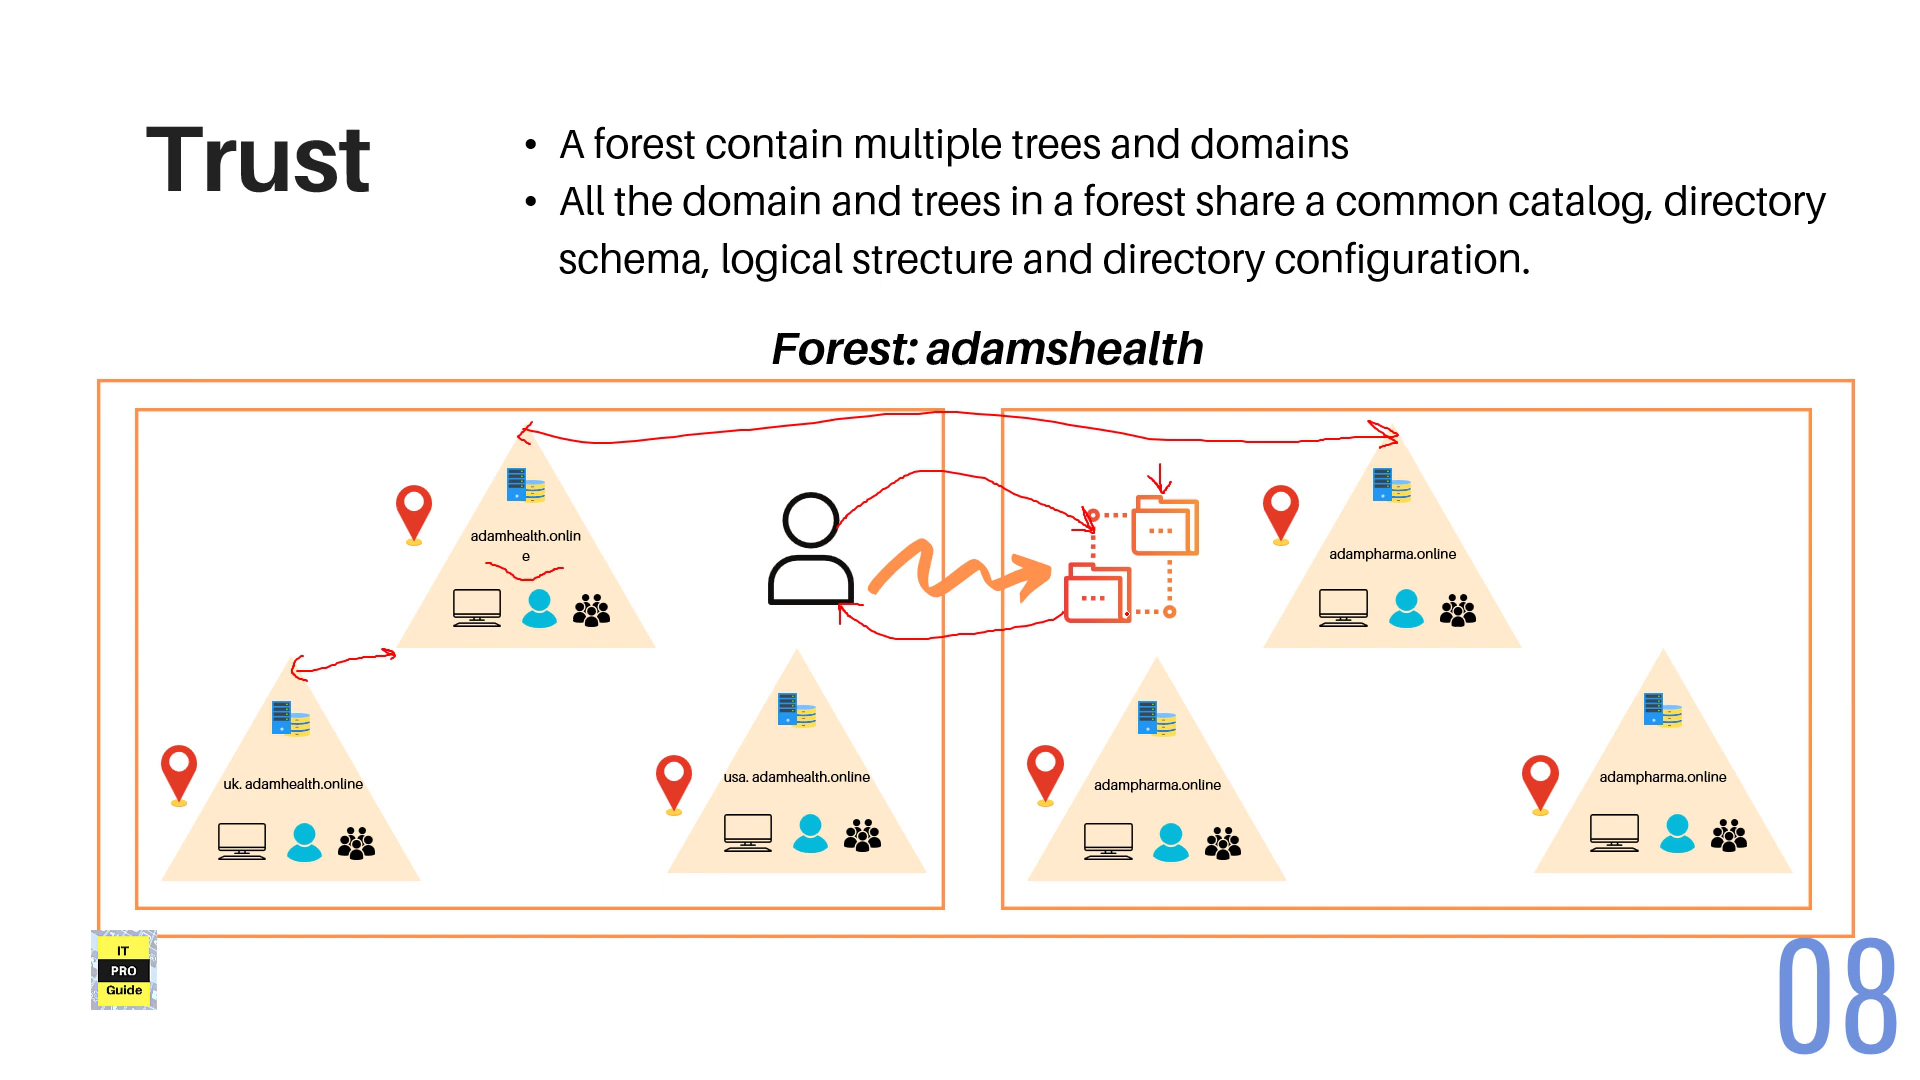 Trust
• A forest contain multiple trees and domains
• All the domain and trees in a forest share a common catalog, directory
schema, logical strecture and directory configuration.
Forest: adamshealth
adamhealth.onlin
e
adampharma.online
uk. adamhealth.online
usa. adamhealth.online
adampharma.online
adampharma.online
IT
PRO
Guide
08